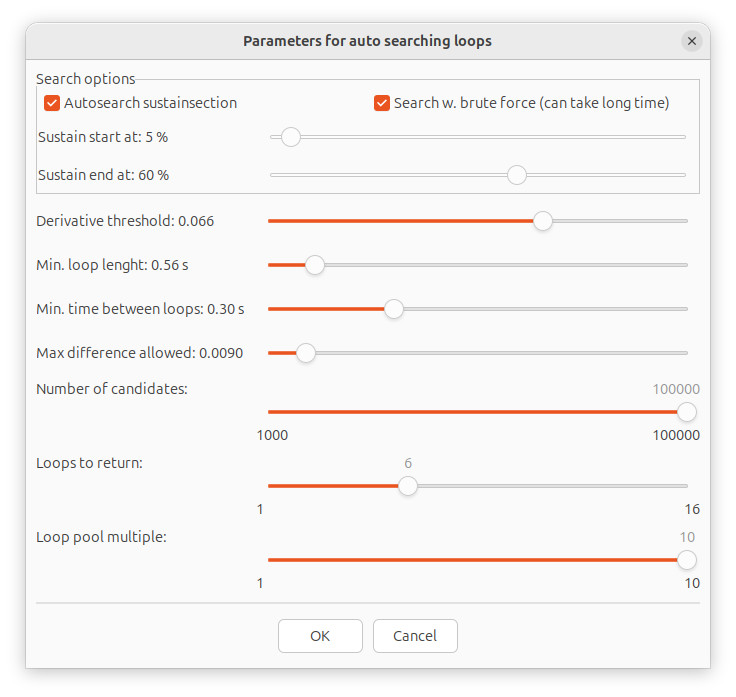 Parameters for auto searching loops
Search options
Autosearch sustainsection
Search w. brute force (can take long time)
Sustain start at: 5 %
Sustain end at: 60 %
Derivative threshold: 0.066
Min. loop lenght: 0.56 s
Min. time between loops: 0.30 s
Max difference allowed: 0.0090
Number of candidates:
100000
1000
100000
Loops to return:
6
1
16
Loop pool multiple:
10
1
10
OK
Cancel